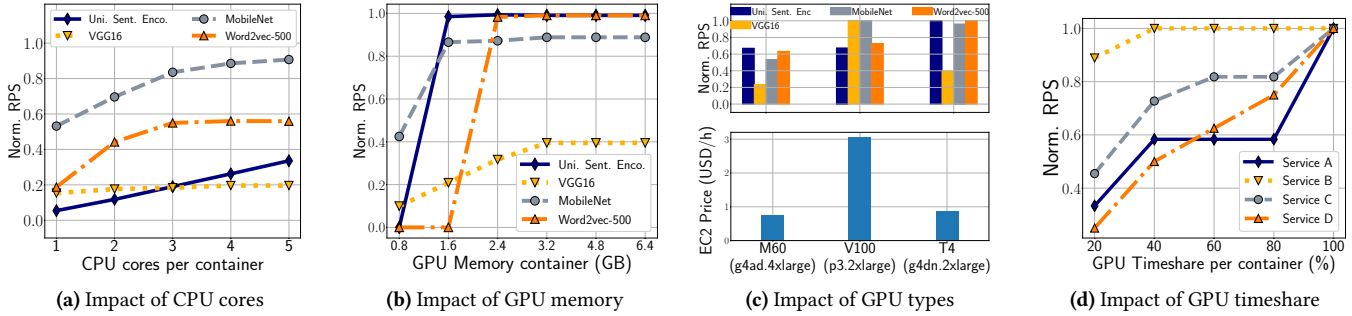 Uni. Sent. Enco.
VGG16
MobileNet
Word2vec-500
Norm. RPS
1.0
0.8
0.6
0.4
0.2
0.0
1 2 3 4 5
CPU cores per container
(a) Impact of CPU cores
Norm. RPS
1.0
0.8
0.6
0.4
0.2
0.0
Uni. Sent. Enco.
VGG16
MobileNet
Word2vec-500
0.8 1.6 2.4 3.2 4.8 6.4
GPU Memory container (GB)
(b) Impact of GPU memory
Uni. Sent. Enc MobileNet Word2vec-500
VGG16
Norm. RPS
1.0
0.8
0.6
0.4
0.2
0.0
EC2 Price (USD/h)
3
2
1
0
M60 V100 T4
(g4ad.4xlarge) (p3.2xlarge) (g4dn.2xlarge)
(c) Impact of GPU types
Norm. RPS
1.0
0.8
0.6
0.4
Service A
Service B
Service C
Service D
20 40 60 80 100
GPU Timeshare per container (%)
(d) Impact of GPU timeshare